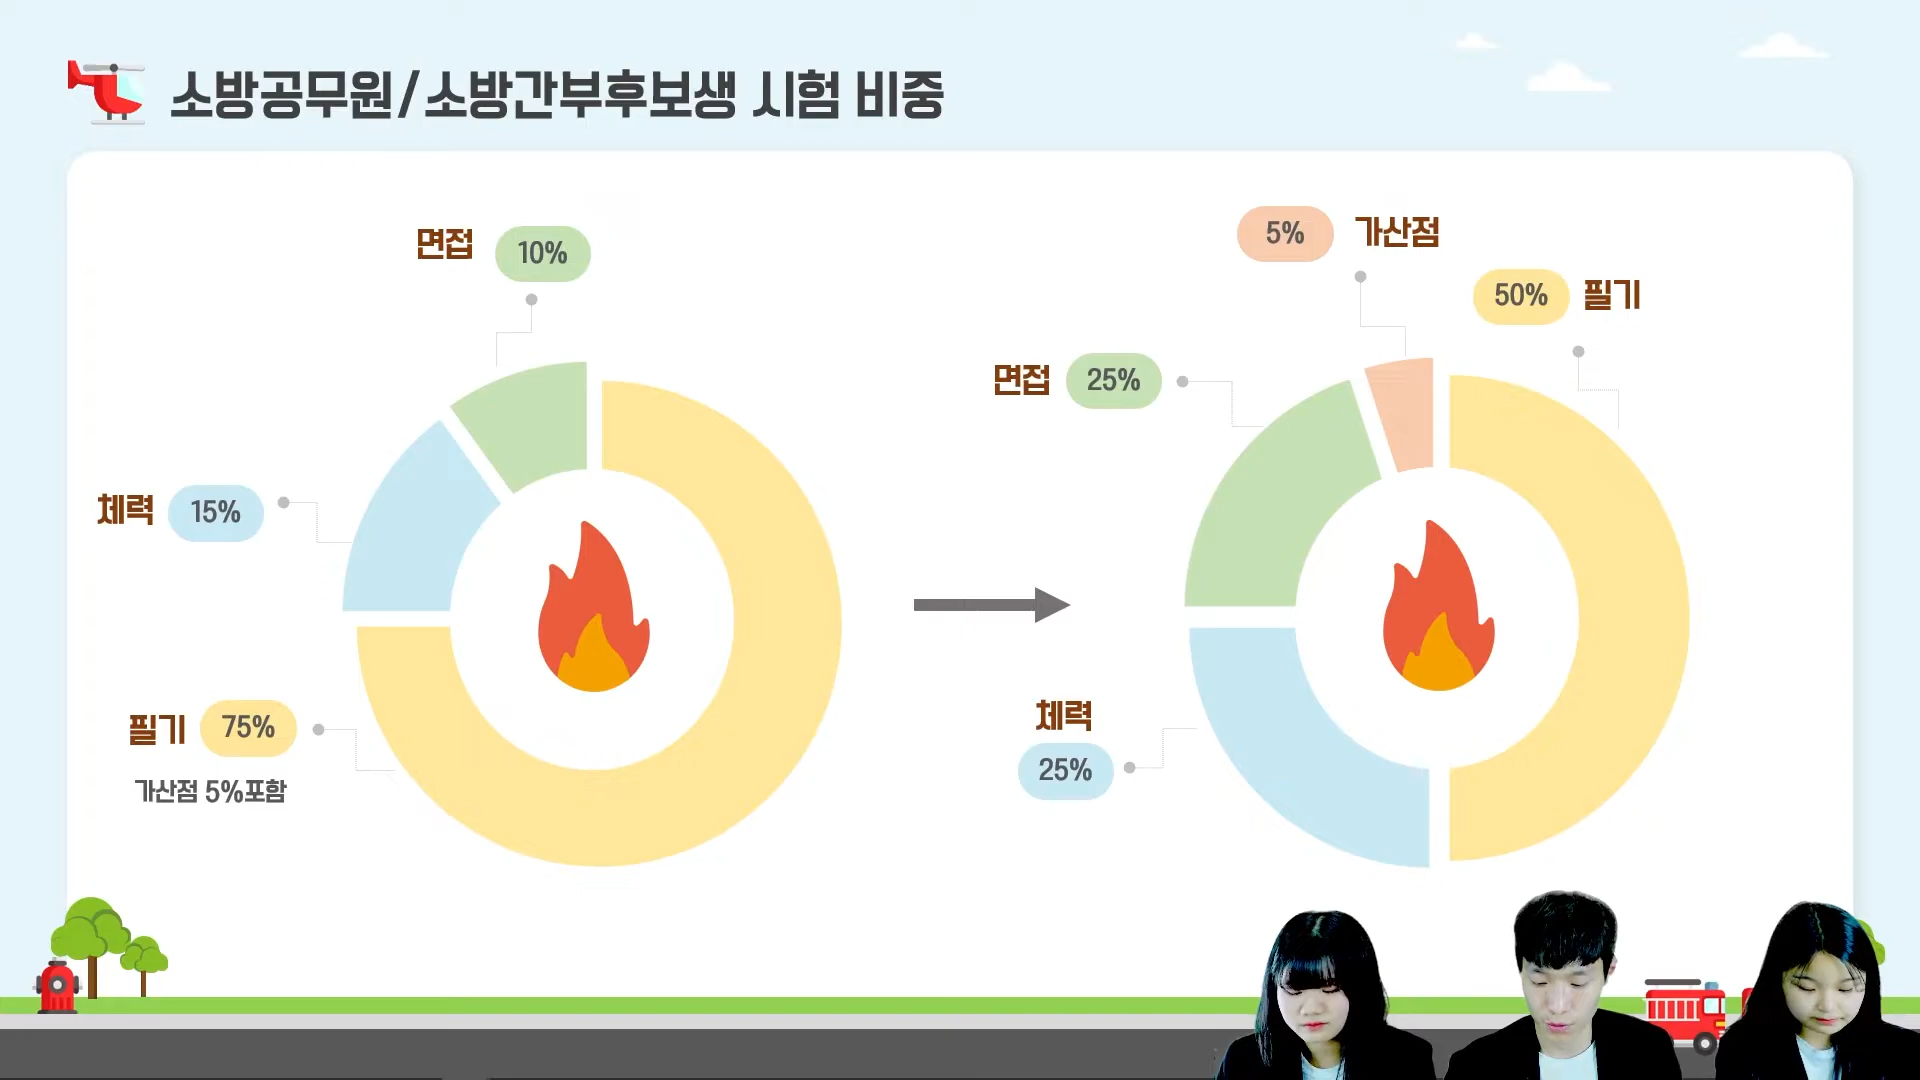 소방공무원/소방간부후보생 시험 비중
면접 10%
체력 15%
필기 75%
가산점 5%포함
5% 가산점
50% 필기
면접 25%
체력
25%